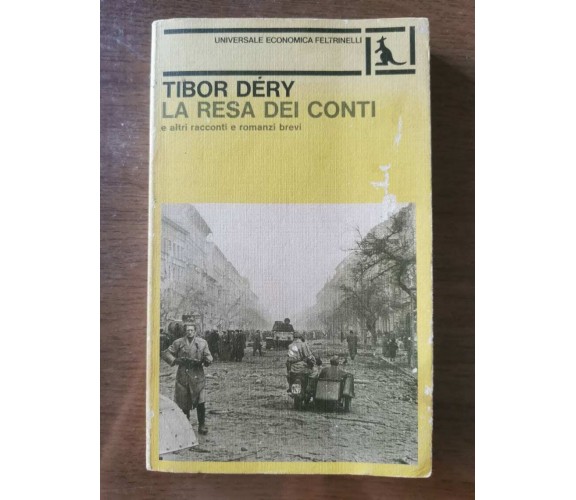 UNIVERSALE ECONOMICA FELTRINELLI
TIBOR DÉRY
LA RESA DEI CONTI
e altri racconti e romanzi brevi